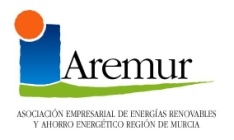 Aremur
ASOCIACIÓN EMPRESARIAL DE ENERGÍAS RENOVABLES
Y AHORRO ENERGÉTICO REGIÓN DE MURCIA